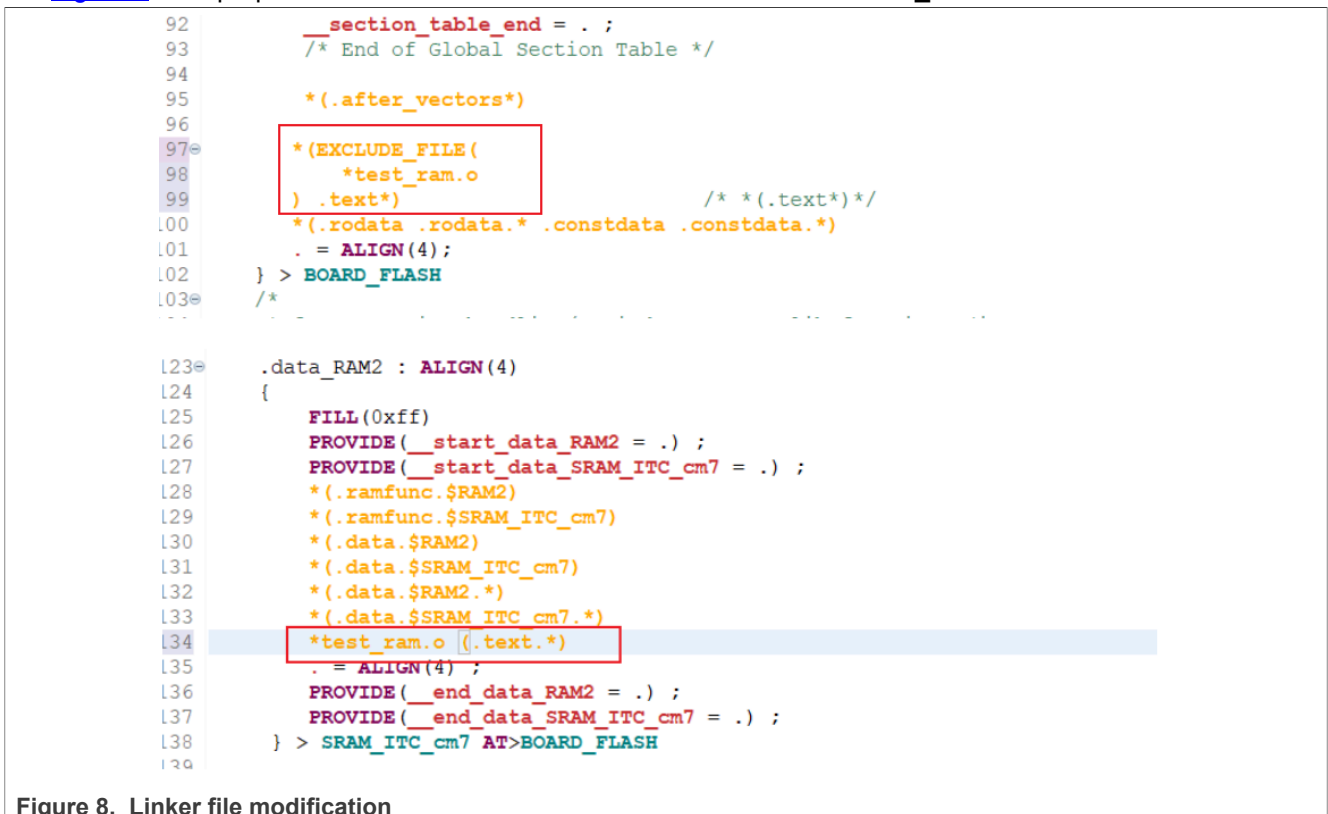 92 __section_table_end = . ;
93 /* End of Global Section Table */
94
95 *(.after_vectors*)
96
97 *(EXCLUDE_FILE(
98 *test_ram.o
99 ) .text*) /* *(.text*)*/
100 *(.rodata .rodata.* .constdata .constdata.*)
101 . = ALIGN(4);
102 } > BOARD_FLASH
103 /*
123 .data_RAM2 : ALIGN(4)
124 {
125 FILL(0xff)
126 PROVIDE(__start_data_RAM2 = .) ;
127 PROVIDE(__start_data_SRAM_ITC_cm7 = .) ;
128 *(.ramfunc.$RAM2)
129 *(.ramfunc.$SRAM_ITC_cm7)
130 *(.data.$RAM2)
131 *(.data.$SRAM_ITC_cm7)
132 *(.data.$RAM2.*)
133 *(.data.$SRAM_ITC_cm7.*)
134 *test_ram.o (.text.*)
135 . = ALIGN(4) ;
136 PROVIDE(__end_data_RAM2 = .) ;
137 PROVIDE(__end_data_SRAM_ITC_cm7 = .) ;
138 } > SRAM_ITC_cm7 AT>BOARD_FLASH
139
Figure 8. Linker file modification